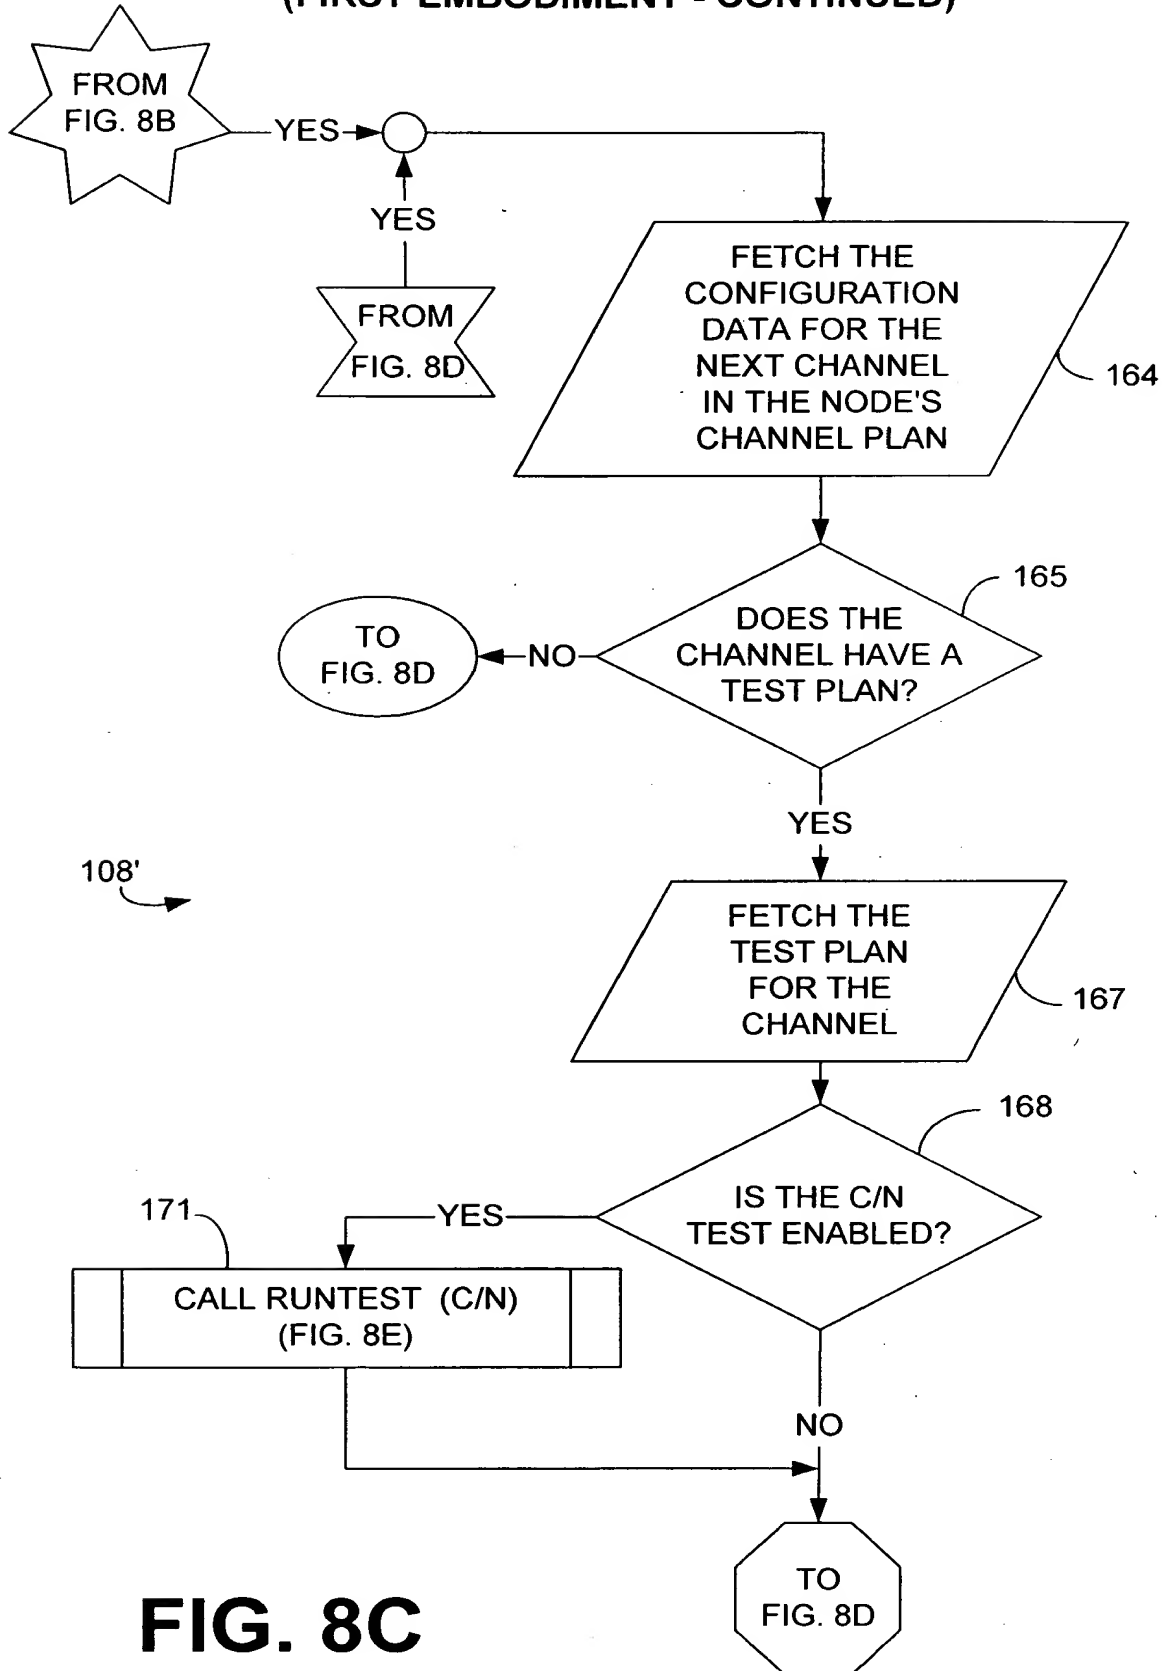 (FIRST EMBODIMENT - CONTINUED)
FROM
FIG. 8B
YES
YES
FROM
FIG. 8D
FETCH THE
CONFIGURATION
DATA FOR THE
NEXT CHANNEL
IN THE NODE'S
CHANNEL PLAN
164
165
DOES THE
CHANNEL HAVE A
TEST PLAN?
NO
TO
FIG. 8D
YES
108'
FETCH THE
TEST PLAN
FOR THE
CHANNEL
167
168
IS THE C/N
TEST ENABLED?
YES
171
CALL RUNTEST (C/N)
(FIG. 8E)
NO
TO
FIG. 8D
FIG. 8C